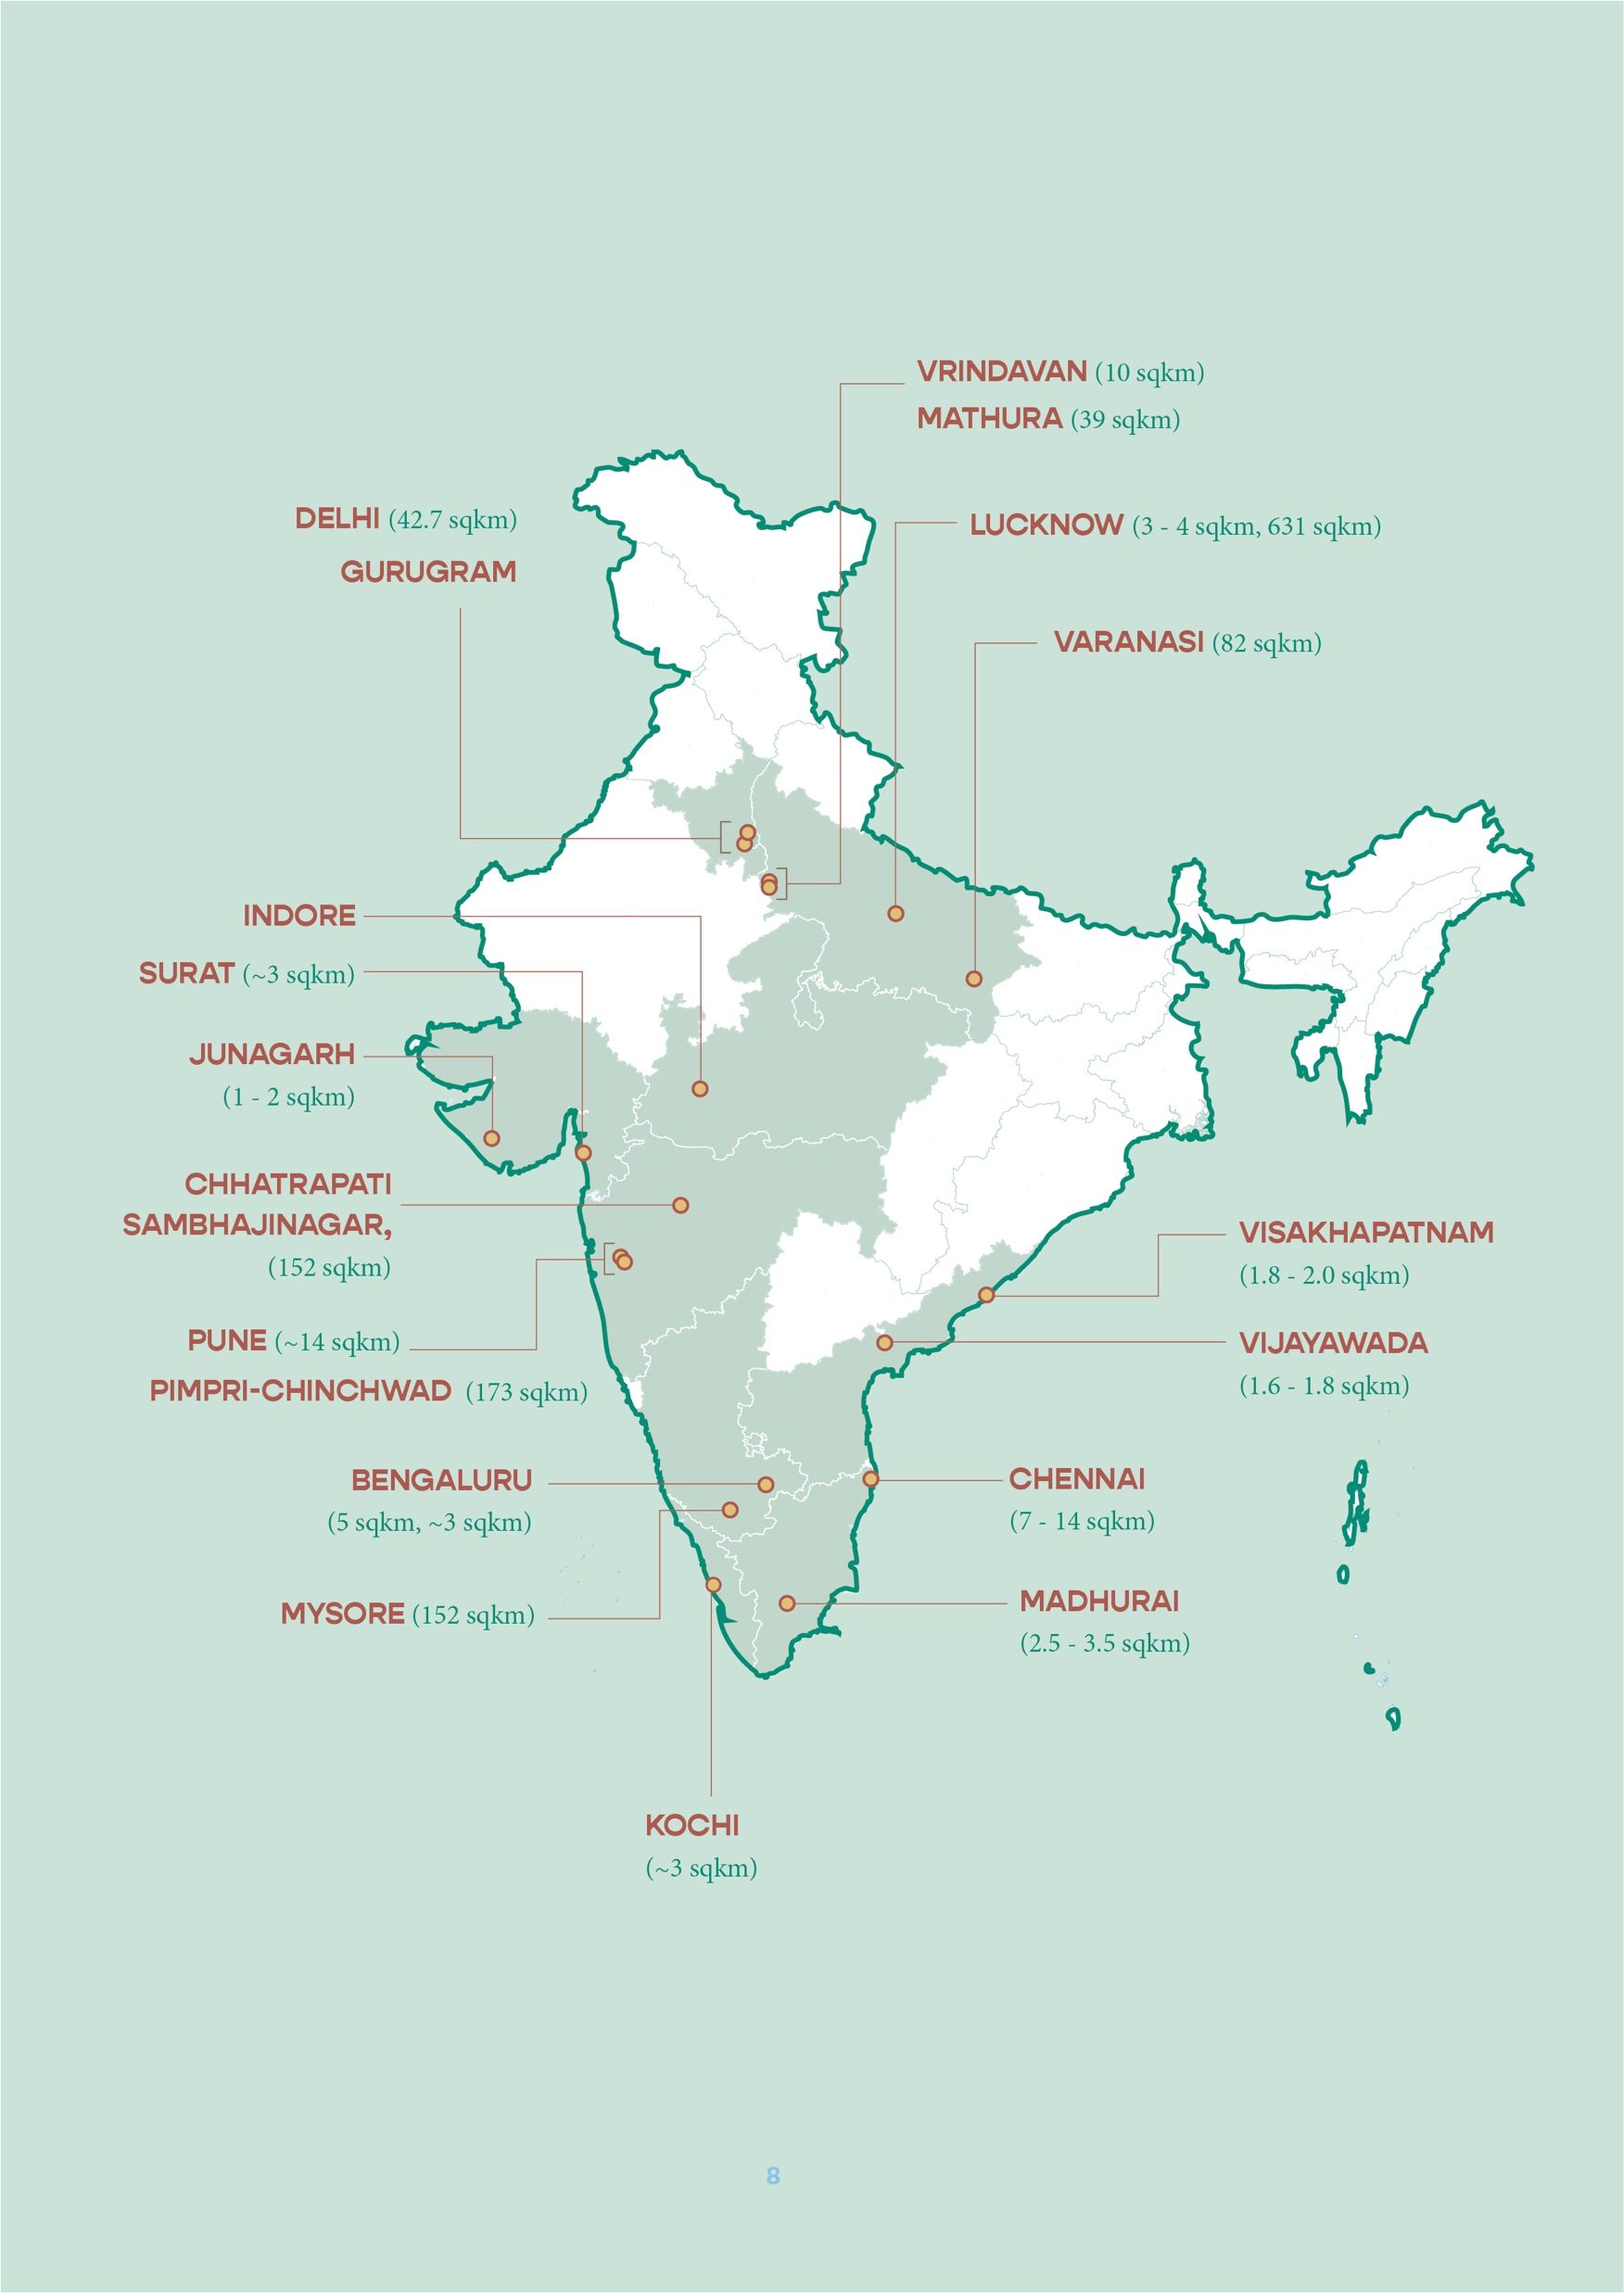 VRINDAVAN (10 sqkm)
MATHURA (39 sqkm)
DELHI (42.7 sqkm)
GURUGRAM
LUCKNOW (3 - 4 sqkm, 631 sqkm)
VARANASI (82 sqkm)
INDORE
SURAT (~3 sqkm)
JUNAGARH
(1 - 2 sqkm)
CHHATRAPATI
SAMBHAJINAGAR,
(152 sqkm)
VISAKHAPATNAM
(1.8 - 2.0 sqkm)
PUNE (~14 sqkm)
PIMPRI-CHINCHWAD (173 sqkm)
VIJAYAWADA
(1.6 - 1.8 sqkm)
BENGALURU
(5 sqkm, ~3 sqkm)
CHENNAI
(7 - 14 sqkm)
MYSORE (152 sqkm)
MADHURAI
(2.5 - 3.5 sqkm)
KOCHI
(~3 sqkm)
8